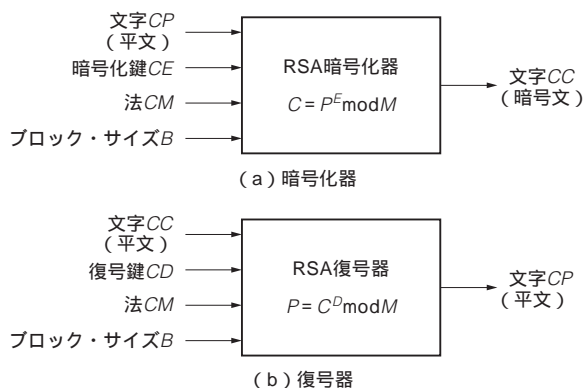 文字CP
（平文）
暗号化鍵CE
法CM
ブロック・サイズB
RSA暗号化器
C = P^E modM
文字CC
（暗号文）
（a）暗号化器
文字CC
（平文）
復号鍵CD
法CM
ブロック・サイズB
RSA復号器
P = C^D modM
文字CP
（平文）
（b）復号器